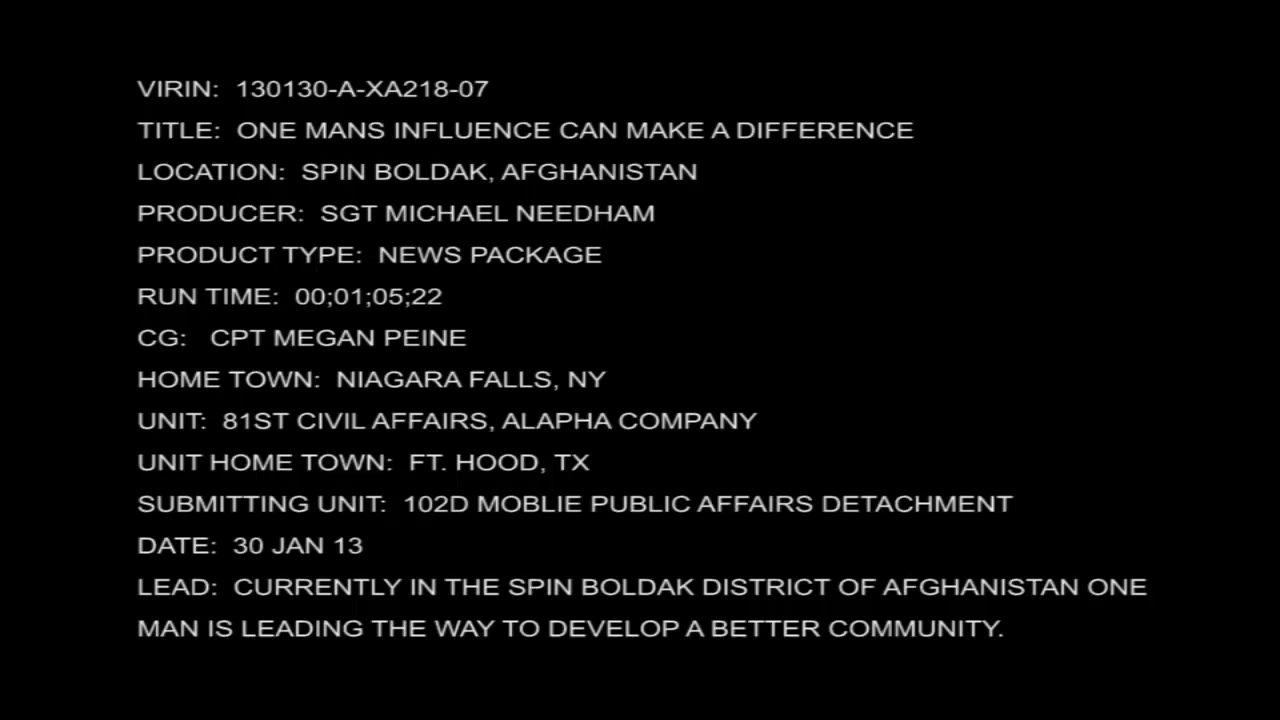 VIRIN:  130130-A-XA218-07
TITLE:  ONE MANS INFLUENCE CAN MAKE A DIFFERENCE
LOCATION:  SPIN BOLDAK, AFGHANISTAN
PRODUCER:  SGT MICHAEL NEEDHAM
PRODUCT TYPE:  NEWS PACKAGE
RUN TIME:  00;01;05;22
CG:   CPT MEGAN PEINE
HOME TOWN:  NIAGARA FALLS, NY
UNIT:  81ST CIVIL AFFAIRS, ALAPHA COMPANY
UNIT HOME TOWN:  FT. HOOD, TX
SUBMITTING UNIT:  102D MOBLIE PUBLIC AFFAIRS DETACHMENT
DATE:  30 JAN 13
LEAD:  CURRENTLY IN THE SPIN BOLDAK DISTRICT OF AFGHANISTAN ONE
MAN IS LEADING THE WAY TO DEVELOP A BETTER COMMUNITY.